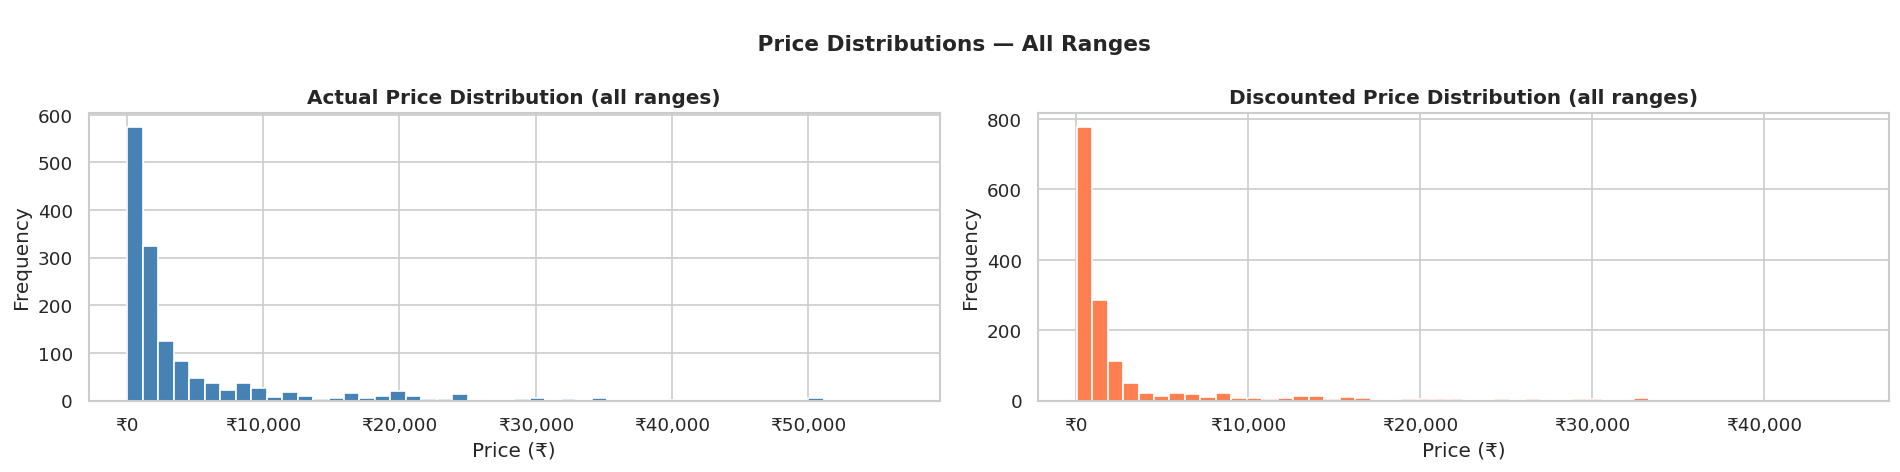 Price Distributions — All Ranges
Actual Price Distribution (all ranges)
Frequency
600
500
400
300
200
100
0
₹0 ₹10,000 ₹20,000 ₹30,000 ₹40,000 ₹50,000
Price (₹)
Discounted Price Distribution (all ranges)
Frequency
800
600
400
200
0
₹0 ₹10,000 ₹20,000 ₹30,000 ₹40,000
Price (₹)